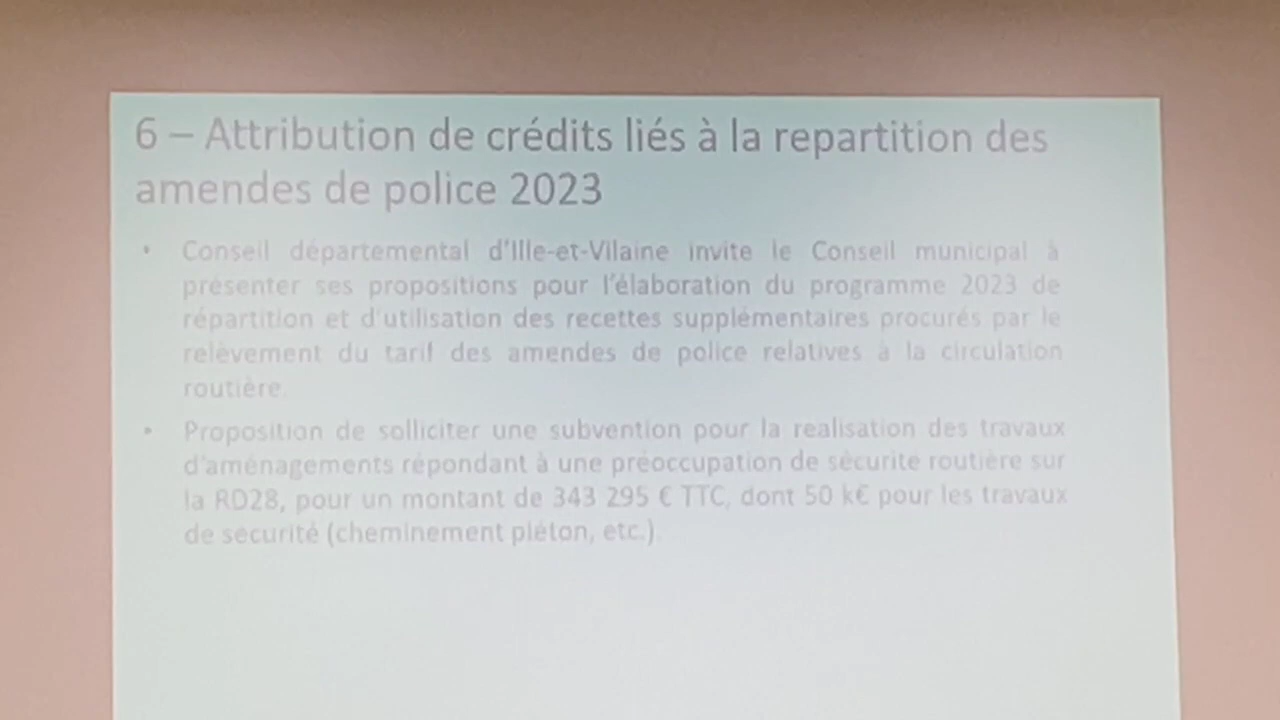 6 – Attribution de crédits liés à la repartition des
amendes de police 2023
• Conseil départemental d'Ille-et-Vilaine invite le Conseil municipal à
présenter ses propositions pour l'élaboration du programme 2023 de
répartition et d'utilisation des recettes supplémentaires procurés par le
relèvement du tarif des amendes de police relatives à la circulation
routière.
• Proposition de solliciter une subvention pour la realisation des travaux
d'aménagements répondant à une préoccupation de sécurité routière sur
la RD28, pour un montant de 343 295 € TTC, dont 50 k€ pour les travaux
de sécurité (cheminement piéton, etc.).